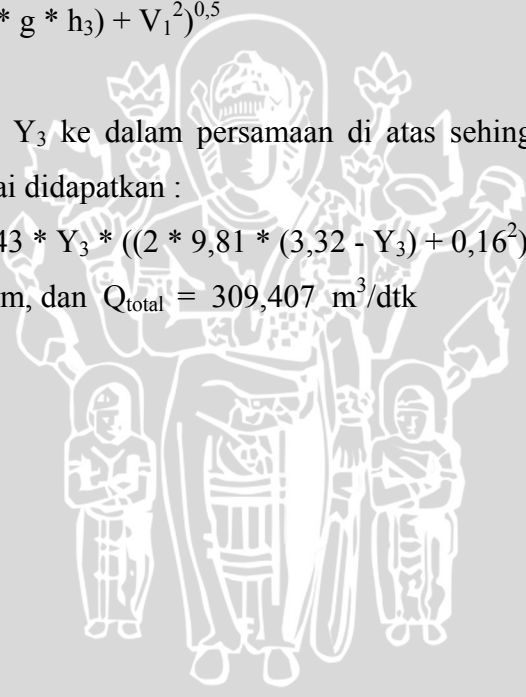 * g * h₃) + V₁²)⁰,⁵
Y₃ ke dalam persamaan di atas sehing
ai didapatkan :
43 * Y₃ * ((2 * 9,81 * (3,32 - Y₃) + 0,16²)
m, dan Q_total = 309,407 m³/dtk